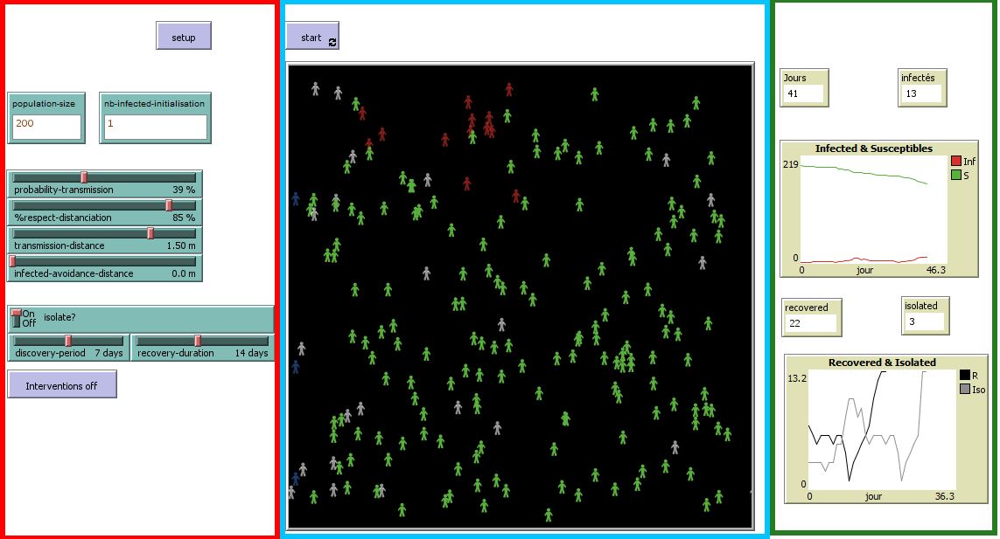 setup
population-size
200
nb-infected-initialisation
1
probability-transmission 39 %
%respect-distanciation 85 %
transmission-distance 1.50 m
infected-avoidance-distance 0.0 m
On
Off
isolate?
discovery-period 7 days
recovery-duration 14 days
Interventions off
start
Jours
41
infectés
13
Infected & Susceptibles
219
0
0 jour 46.3
Inf
S
recovered
22
isolated
3
Recovered & Isolated
13.2
0
0 jour 36.3
R
Iso